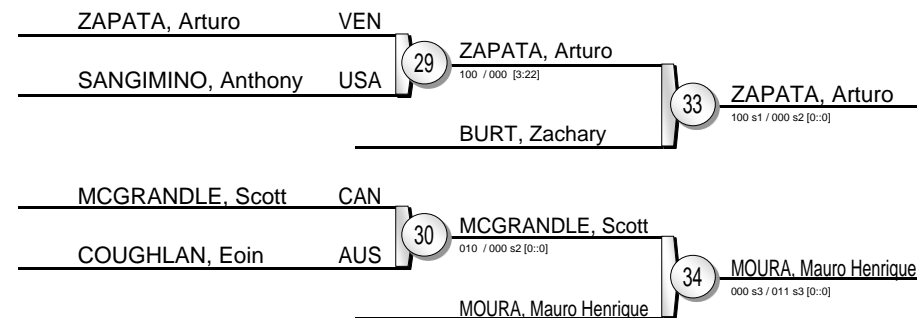 ZAPATA, Arturo VEN
SANGIMINO, Anthony USA
29
ZAPATA, Arturo
100 / 000 [3:22]
BURT, Zachary
33
ZAPATA, Arturo
100 s1 / 000 s2 [0::0]
MCGRANDLE, Scott CAN
COUGHLAN, Eoin AUS
30
MCGRANDLE, Scott
010 / 000 s2 [0::0]
MOURA, Mauro Henrique
34
MOURA, Mauro Henrique
000 s3 / 011 s3 [0::0]